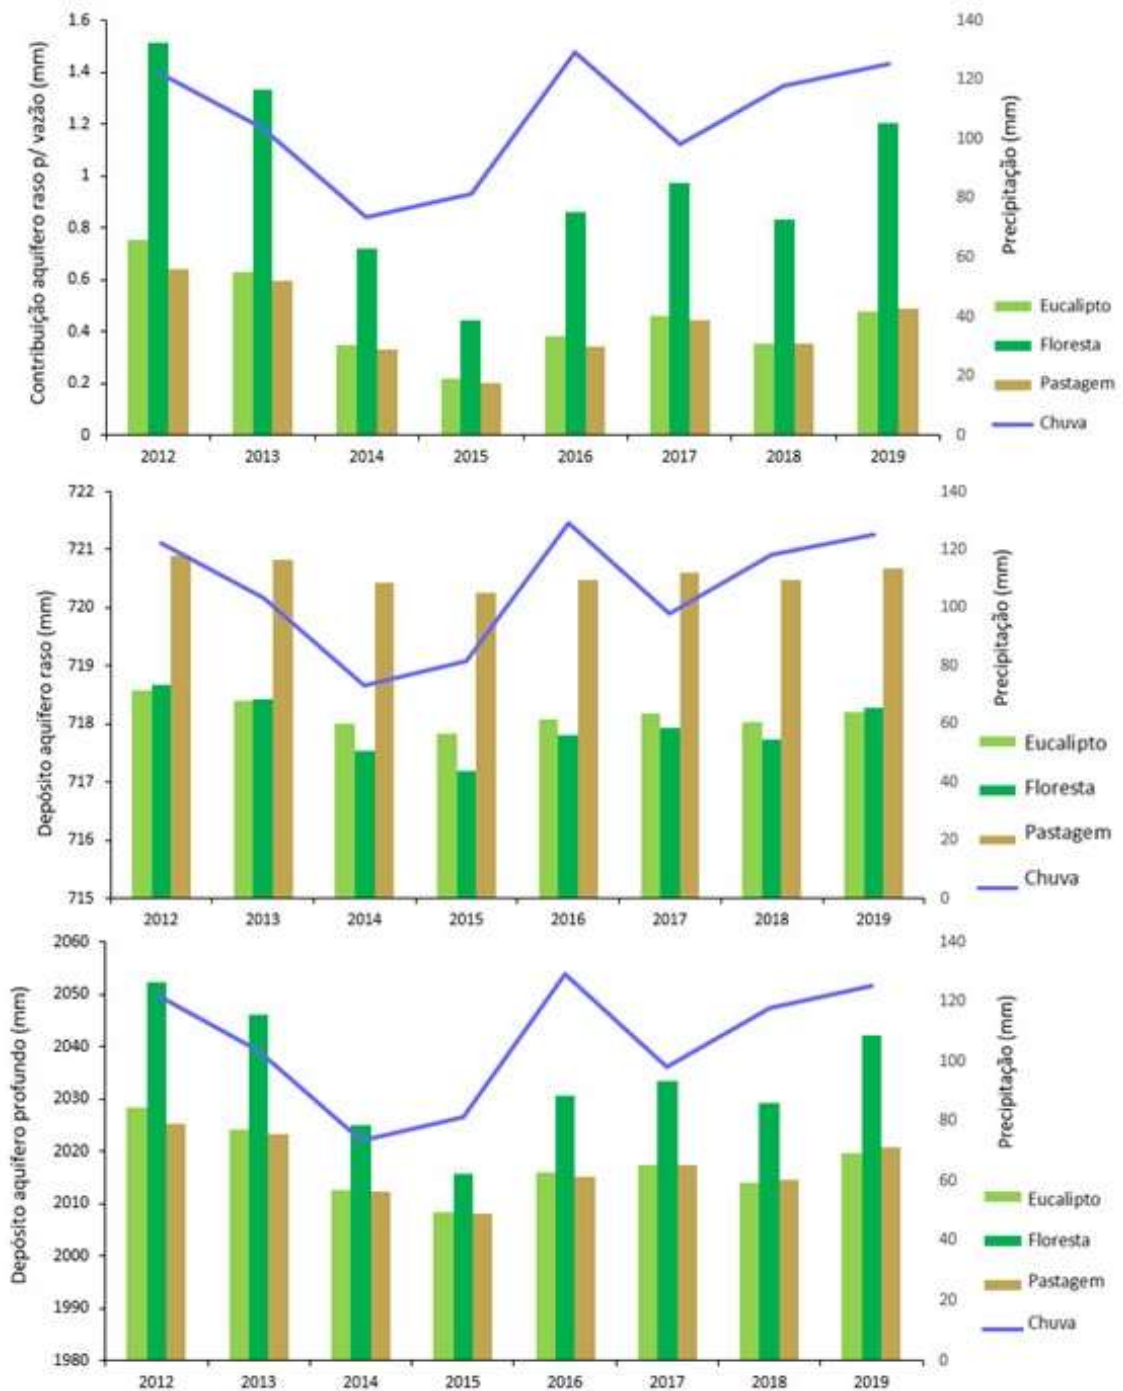 Contribuição aquífero raso p/ vazão (mm)
1.6
1.4
1.2
1
0.8
0.6
0.4
0.2
0
140
120
100
80
60
40
20
0
Precipitação (mm)
2012 2013 2014 2015 2016 2017 2018 2019
Eucalipto
Floresta
Pastagem
Chuva
Depósito aquífero raso (mm)
722
721
720
719
718
717
716
715
140
120
100
80
60
40
20
0
Precipitação (mm)
2012 2013 2014 2015 2016 2017 2018 2019
Eucalipto
Floresta
Pastagem
Chuva
Depósito aquífero profundo (mm)
2060
2050
2040
2030
2020
2010
2000
1990
1980
140
120
100
80
60
40
20
0
Precipitação (mm)
2012 2013 2014 2015 2016 2017 2018 2019
Eucalipto
Floresta
Pastagem
Chuva